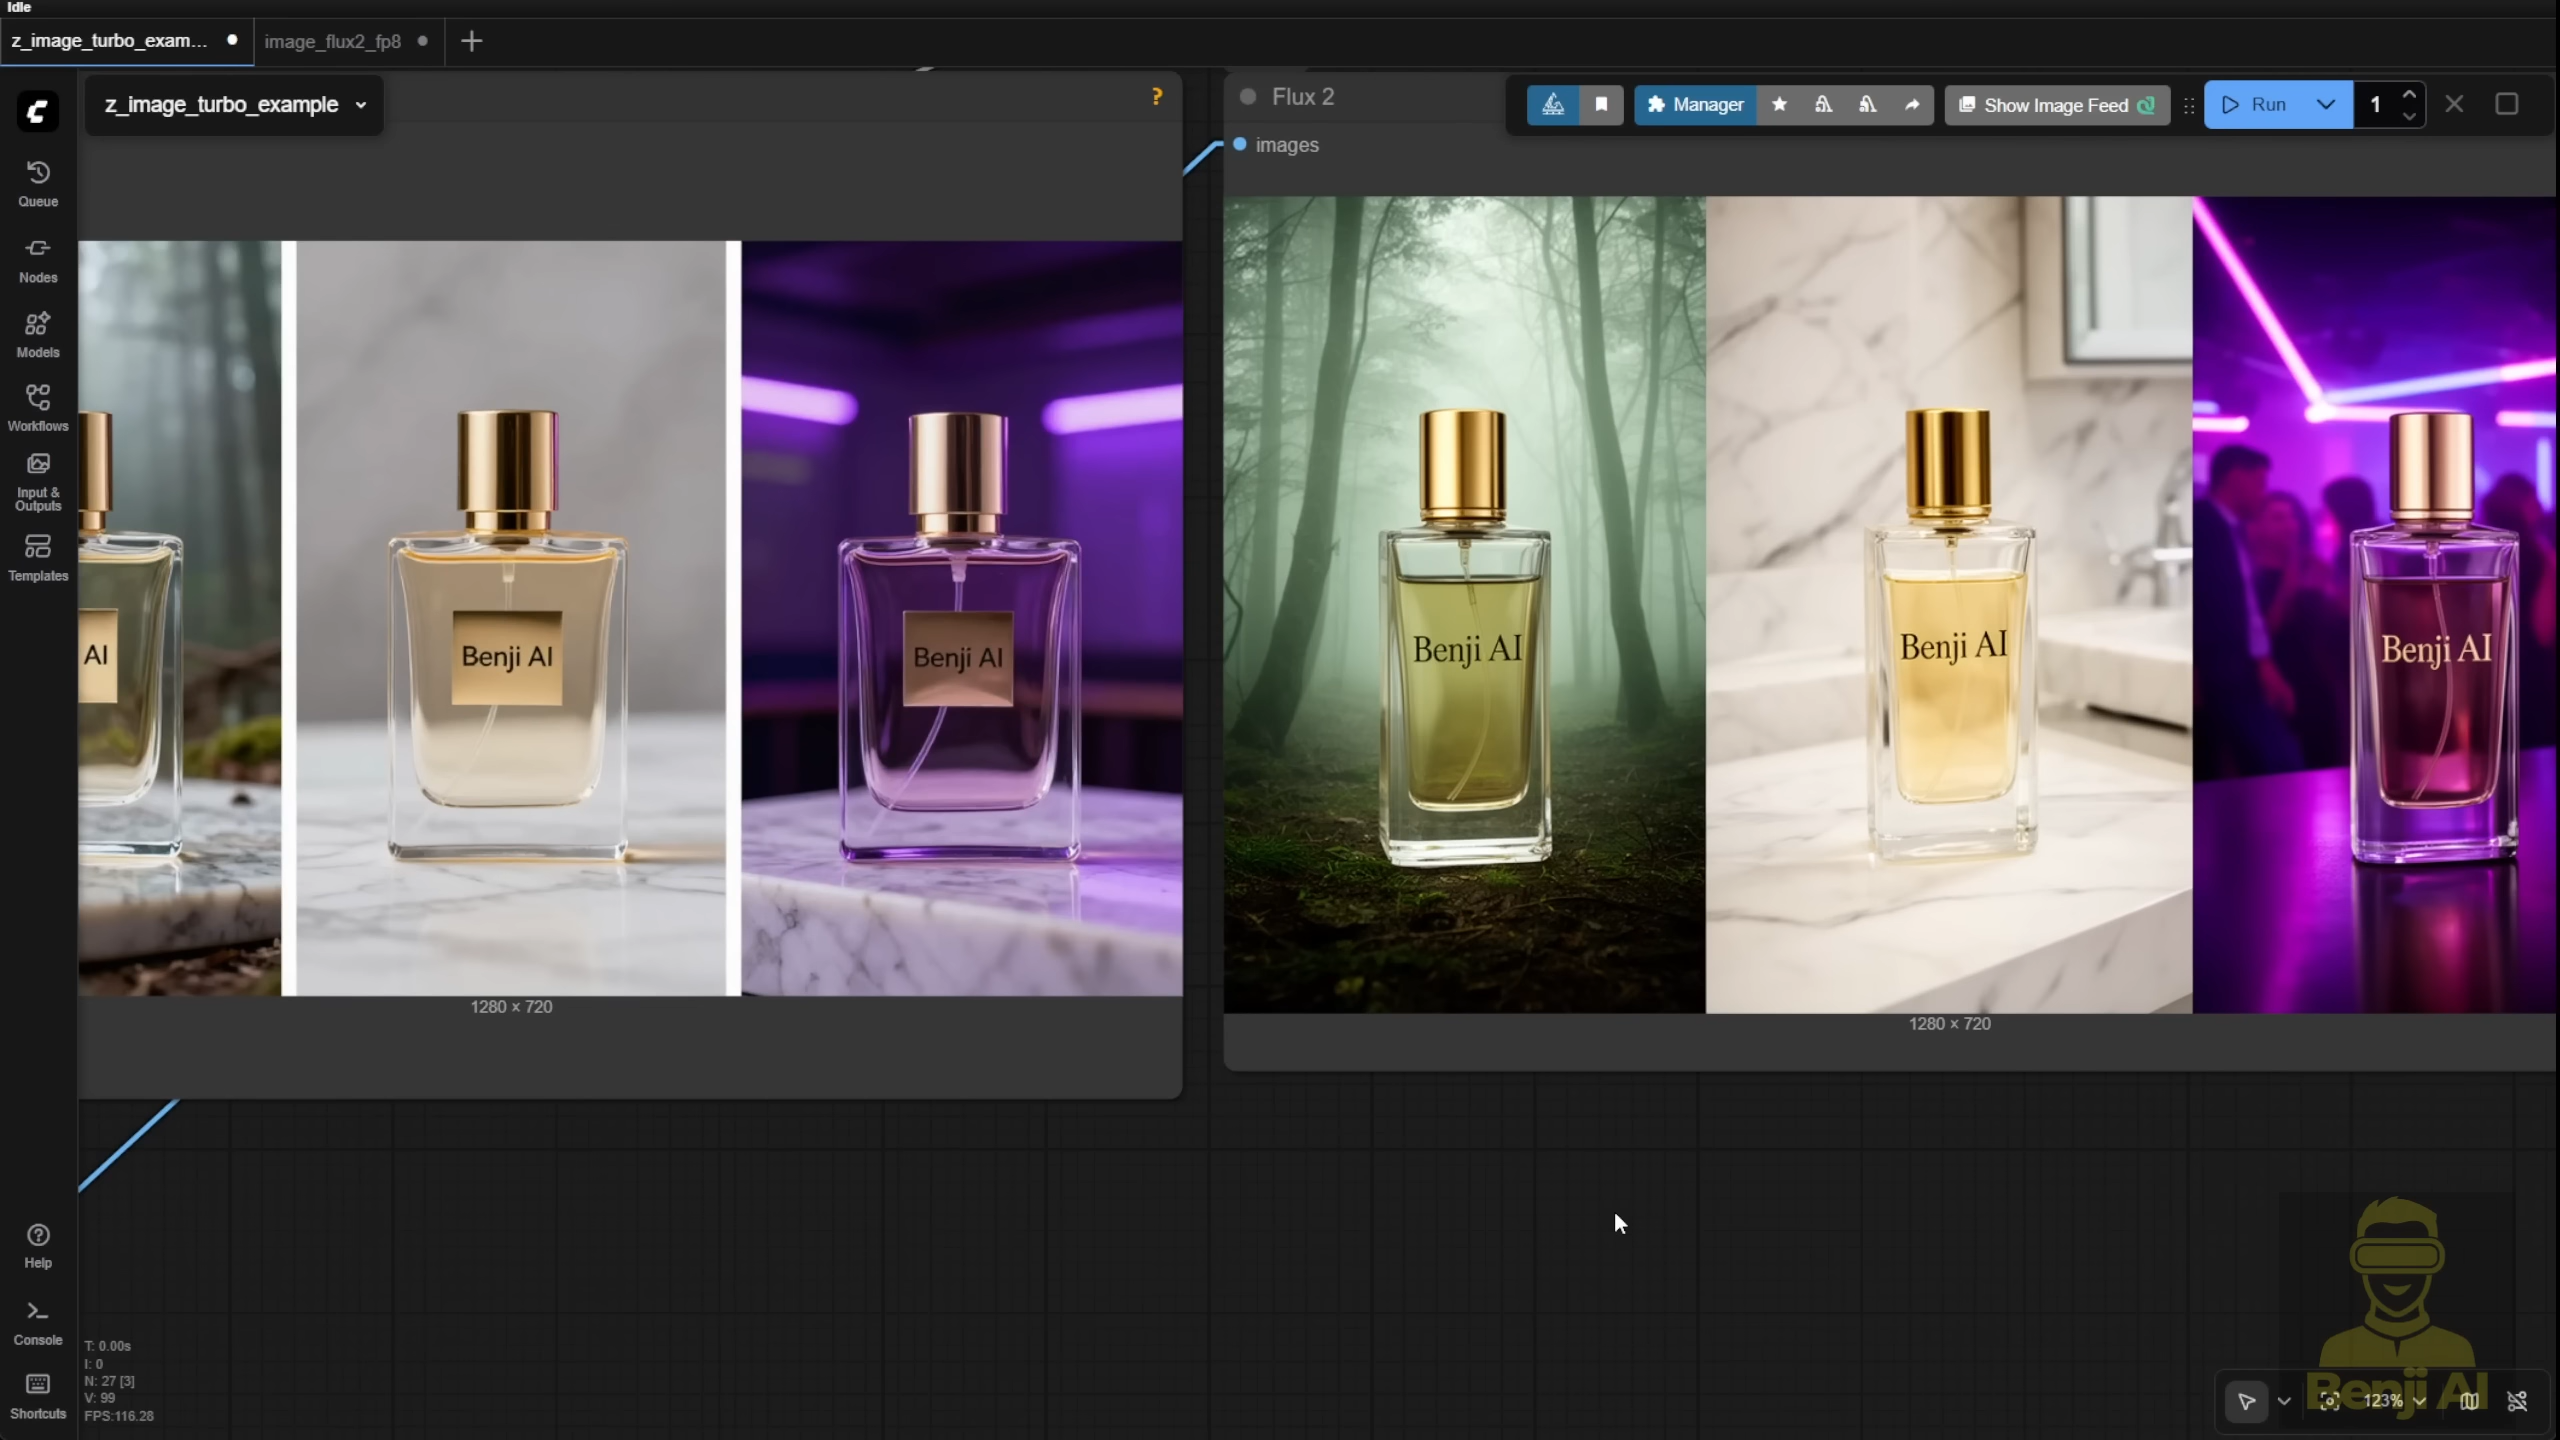 Idle
z_image_turbo_exam...
image_flux2_fp8
z_image_turbo_example
?
Flux 2
Manager
Show Image Feed
Run
1
images
Queue
Nodes
Models
Workflows
Input &
Outputs
Templates
AI
Benji AI
Benji AI
Benji AI
Benji AI
Benji AI
1280 × 720
1280 × 720
Help
Console
Shortcuts
T: 0.00s
I: 0
N: 27 [3]
V: 99
FPS:116.28
123%
Benji AI